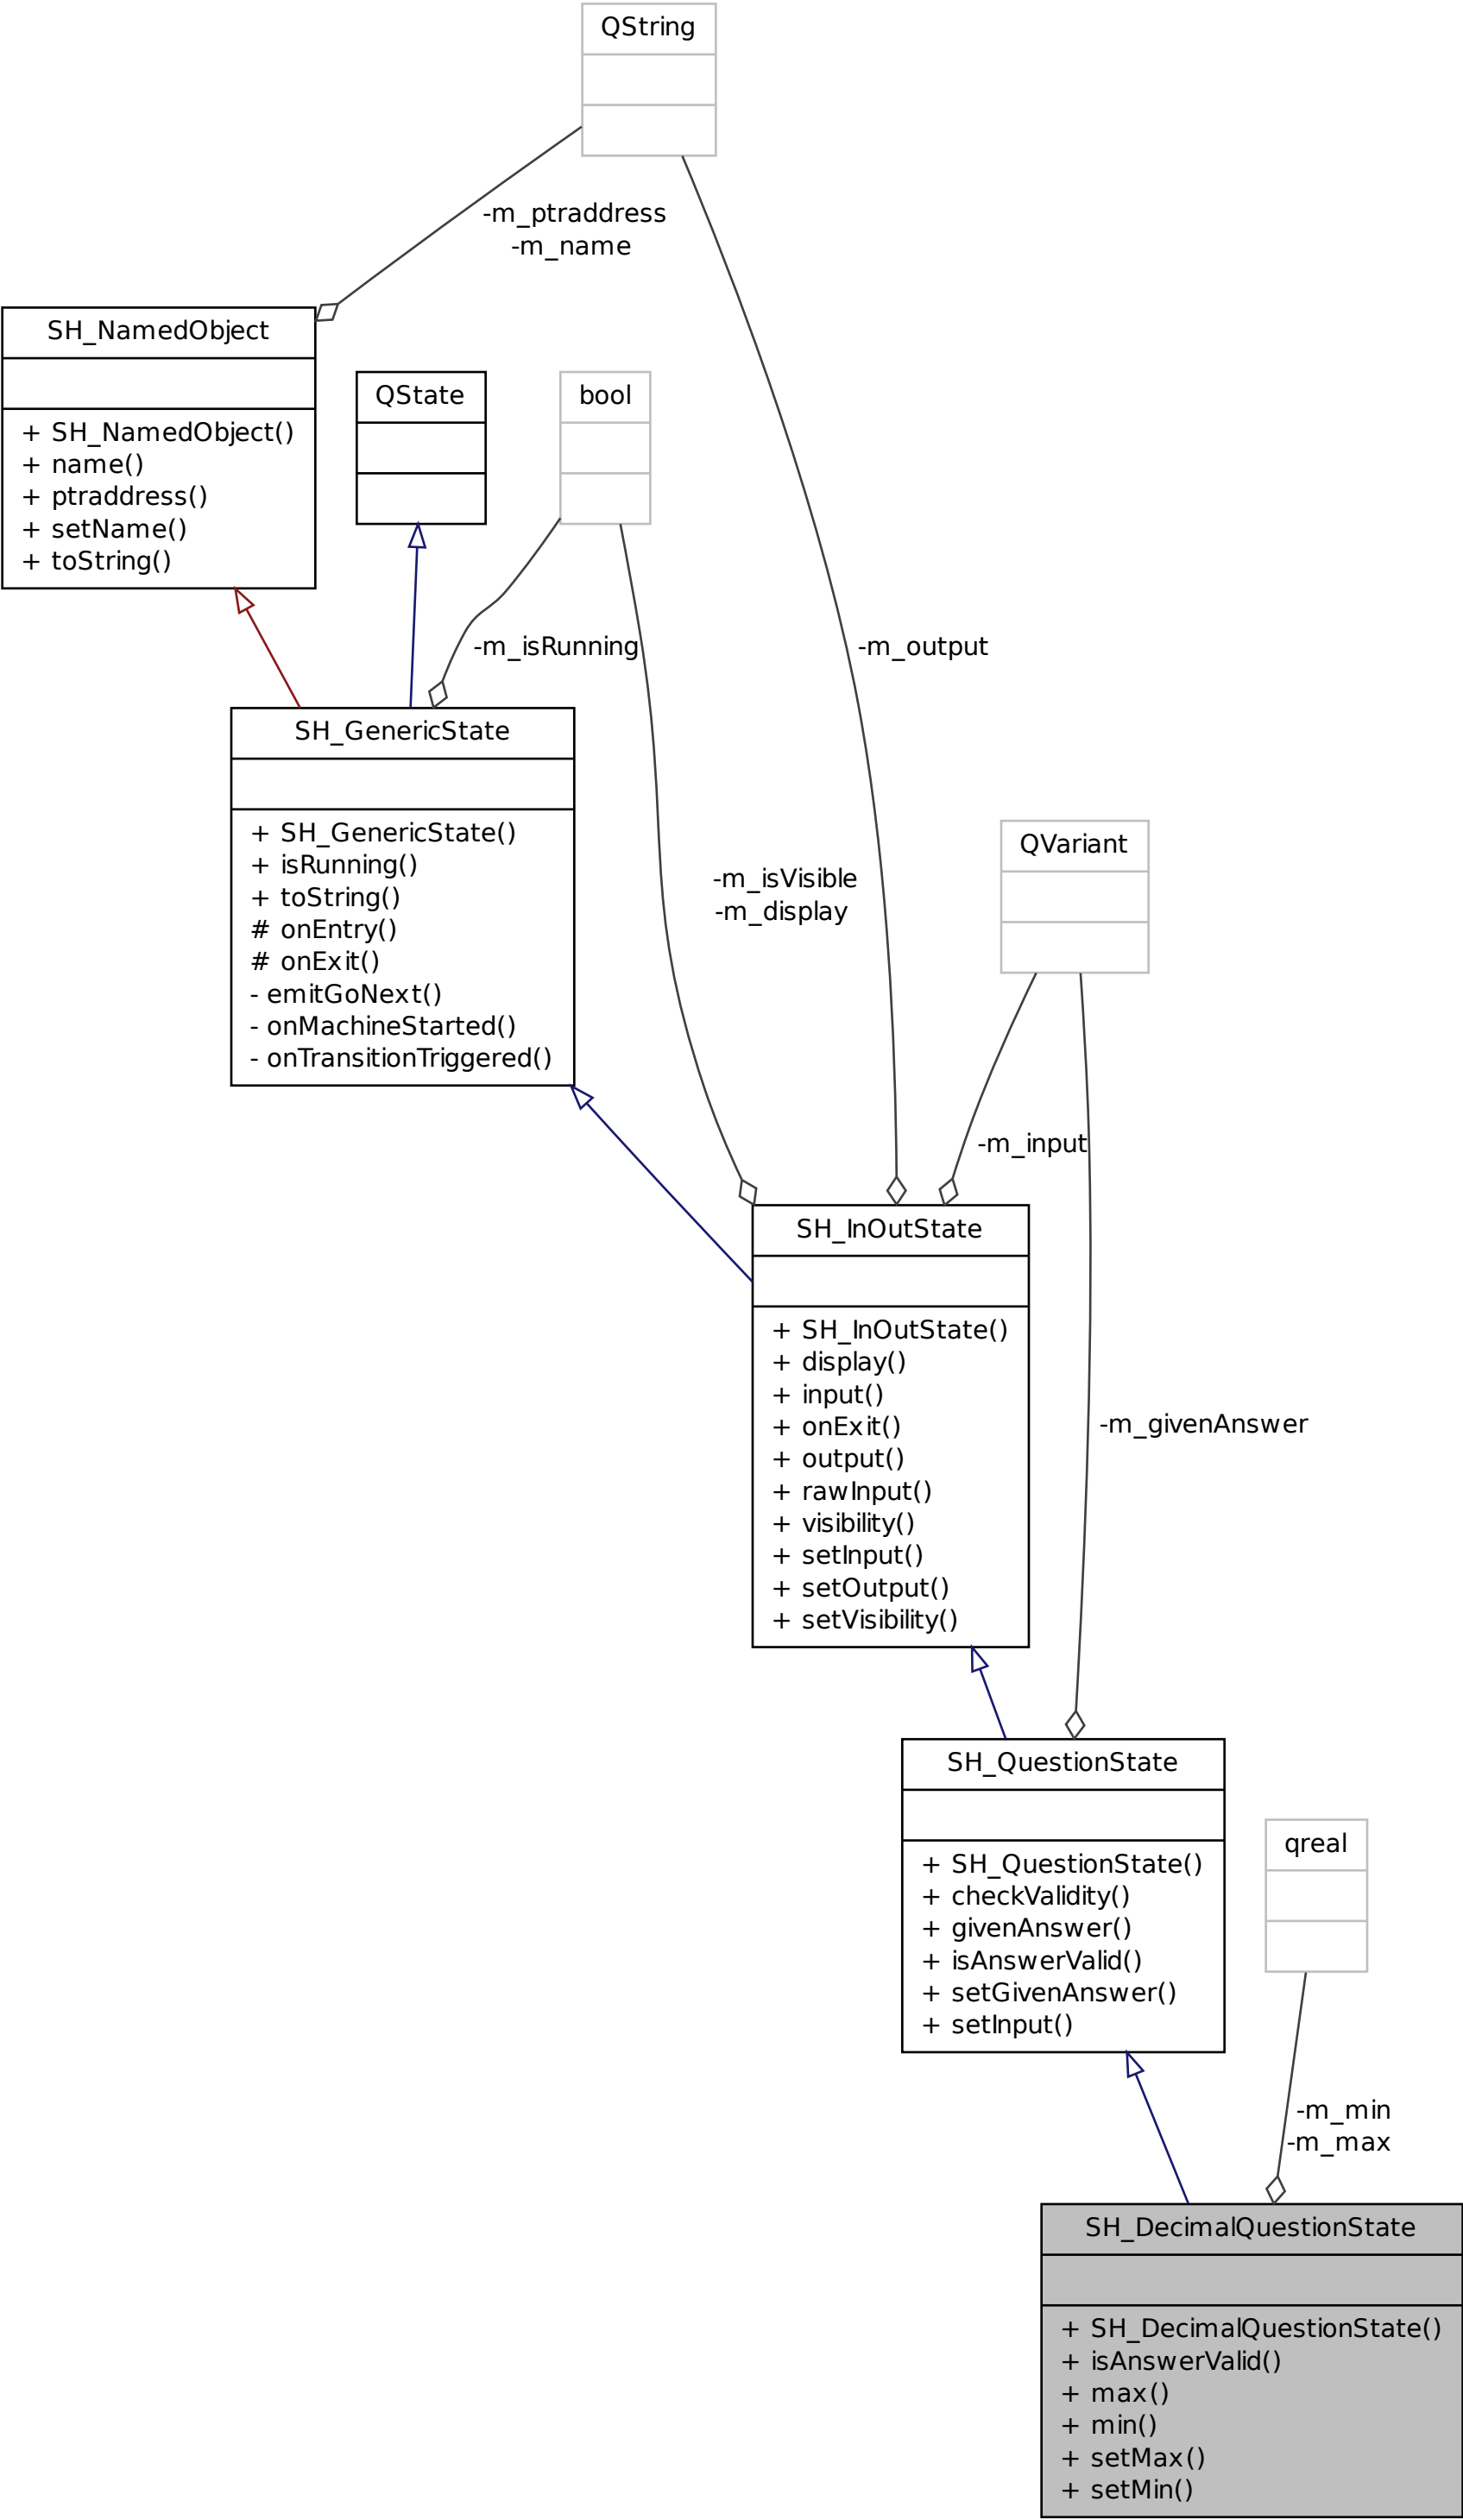 QString
-m_ptraddress
-m_name
SH_NamedObject
+ SH_NamedObject()
+ name()
+ ptraddress()
+ setName()
+ toString()
QState
bool
-m_isRunning
-m_output
SH_GenericState
+ SH_GenericState()
+ isRunning()
+ toString()
# onEntry()
# onExit()
- emitGoNext()
- onMachineStarted()
- onTransitionTriggered()
-m_isVisible
-m_display
QVariant
-m_input
SH_InOutState
+ SH_InOutState()
+ display()
+ input()
+ onExit()
+ output()
+ rawInput()
+ visibility()
+ setInput()
+ setOutput()
+ setVisibility()
-m_givenAnswer
SH_QuestionState
+ SH_QuestionState()
+ checkValidity()
+ givenAnswer()
+ isAnswerValid()
+ setGivenAnswer()
+ setInput()
qreal
-m_min
-m_max
SH_DecimalQuestionState
+ SH_DecimalQuestionState()
+ isAnswerValid()
+ max()
+ min()
+ setMax()
+ setMin()